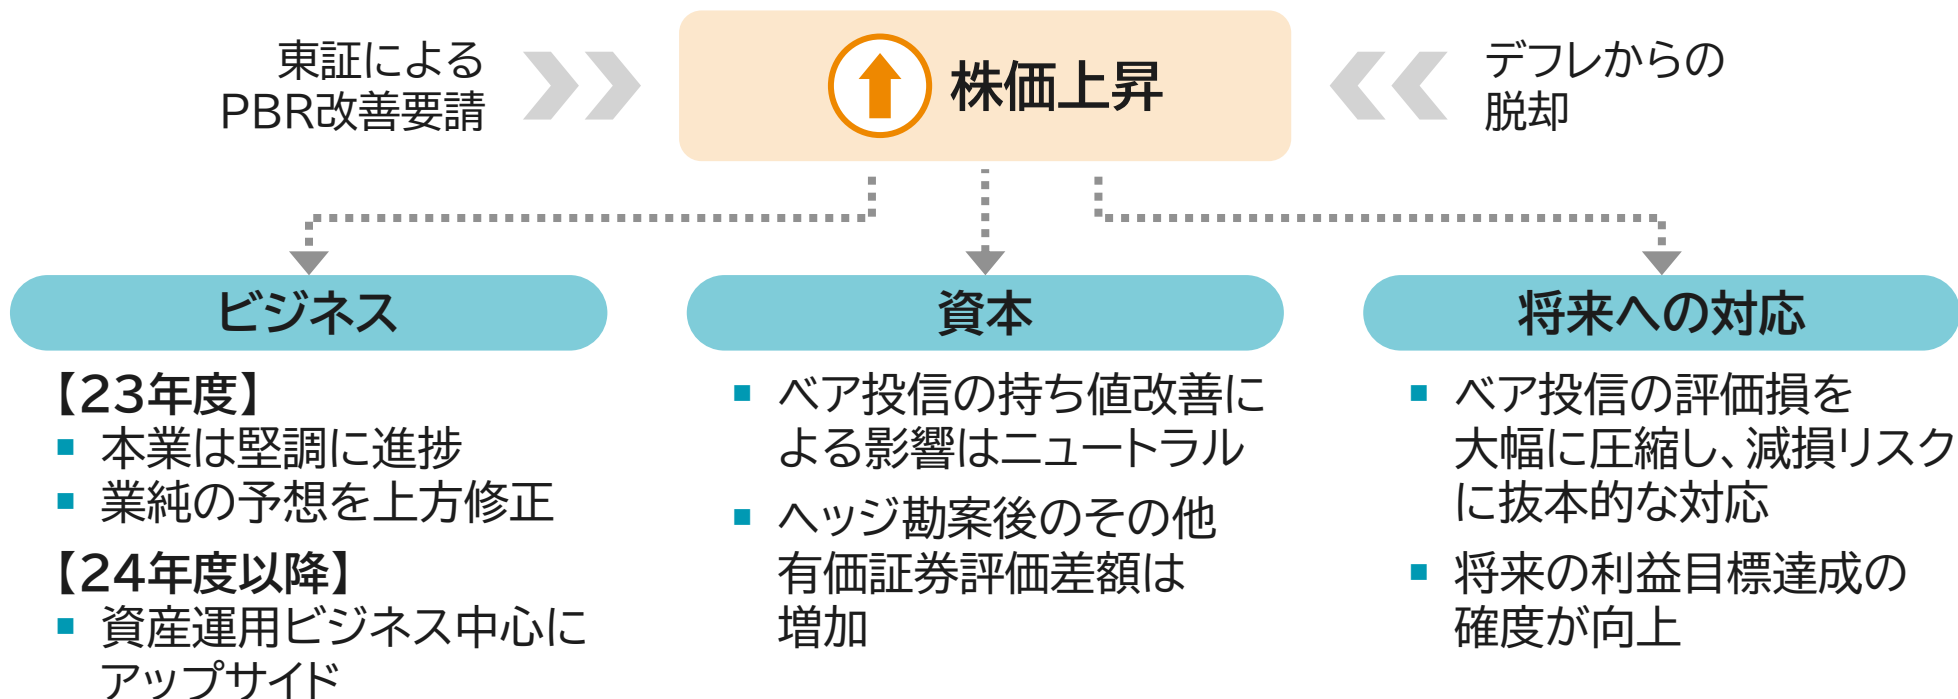 東証による
PBR改善要請
株価上昇
デフレからの
脱却
ビジネス
【23年度】
■ 本業は堅調に進捗
■ 業純の予想を上方修正
【24年度以降】
■ 資産運用ビジネス中心に
アップサイド
資本
■ ベア投信の持ち値改善に
よる影響はニュートラル
■ ヘッジ勘案後のその他
有価証券評価差額は
増加
将来への対応
■ ベア投信の評価損を
大幅に圧縮し、減損リスク
に抜本的な対応
■ 将来の利益目標達成の
確度が向上